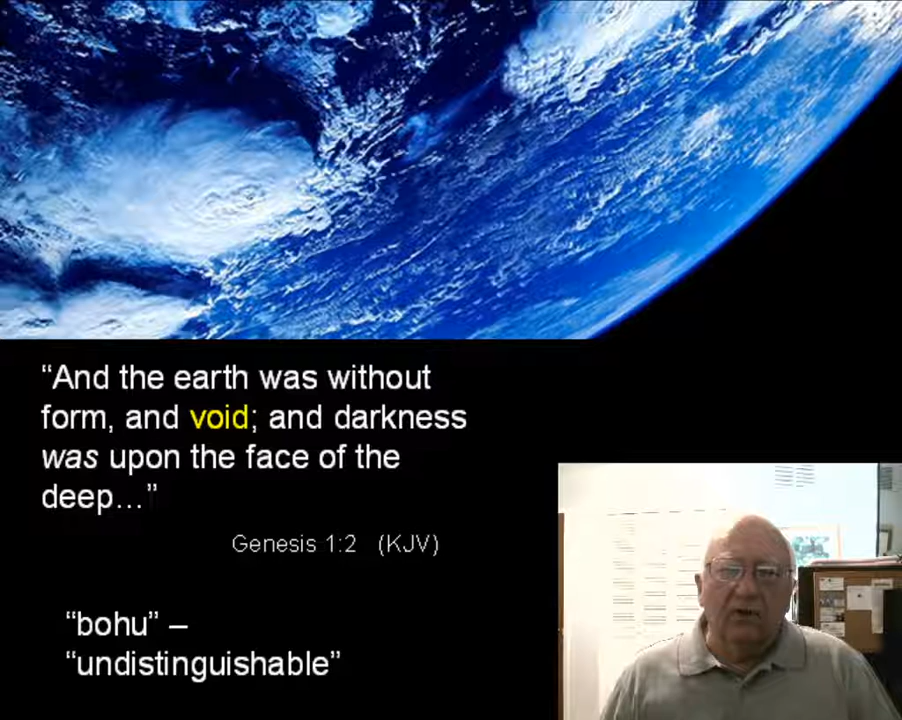 “And the earth was without
form, and void; and darkness
was upon the face of the
deep…”
Genesis 1:2 (KJV)
“bohu” –
“undistinguishable”